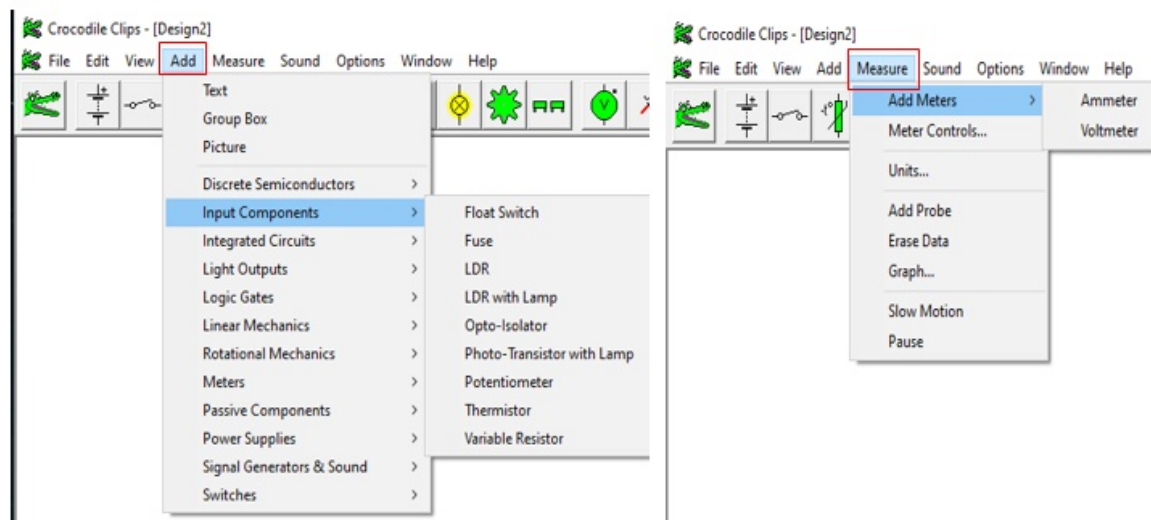 Crocodile Clips - [Design2]
File Edit View Add Measure Sound Options Window Help
Text
Group Box
Picture
Discrete Semiconductors
Input Components
Integrated Circuits
Light Outputs
Logic Gates
Linear Mechanics
Rotational Mechanics
Meters
Passive Components
Power Supplies
Signal Generators & Sound
Switches
Float Switch
Fuse
LDR
LDR with Lamp
Opto-Isolator
Photo-Transistor with Lamp
Potentiometer
Thermistor
Variable Resistor
V
Crocodile Clips - [Design2]
File Edit View Add Measure Sound Options Window Help
Add Meters
Meter Controls...
Units...
Add Probe
Erase Data
Graph...
Slow Motion
Pause
Ammeter
Voltmeter